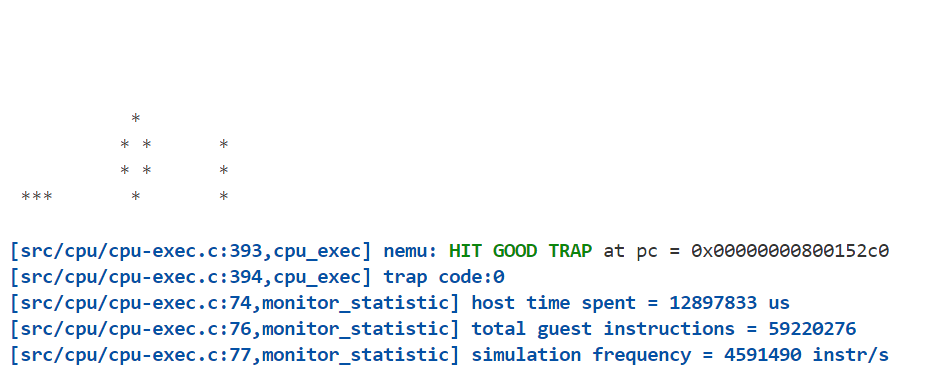 *
         * *      *
         * *      *
***       *       *
[src/cpu/cpu-exec.c:393,cpu_exec] nemu: HIT GOOD TRAP at pc = 0x00000000800152c0
[src/cpu/cpu-exec.c:394,cpu_exec] trap code:0
[src/cpu/cpu-exec.c:74,monitor_statistic] host time spent = 12897833 us
[src/cpu/cpu-exec.c:76,monitor_statistic] total guest instructions = 59220276
[src/cpu/cpu-exec.c:77,monitor_statistic] simulation frequency = 4591490 instr/s